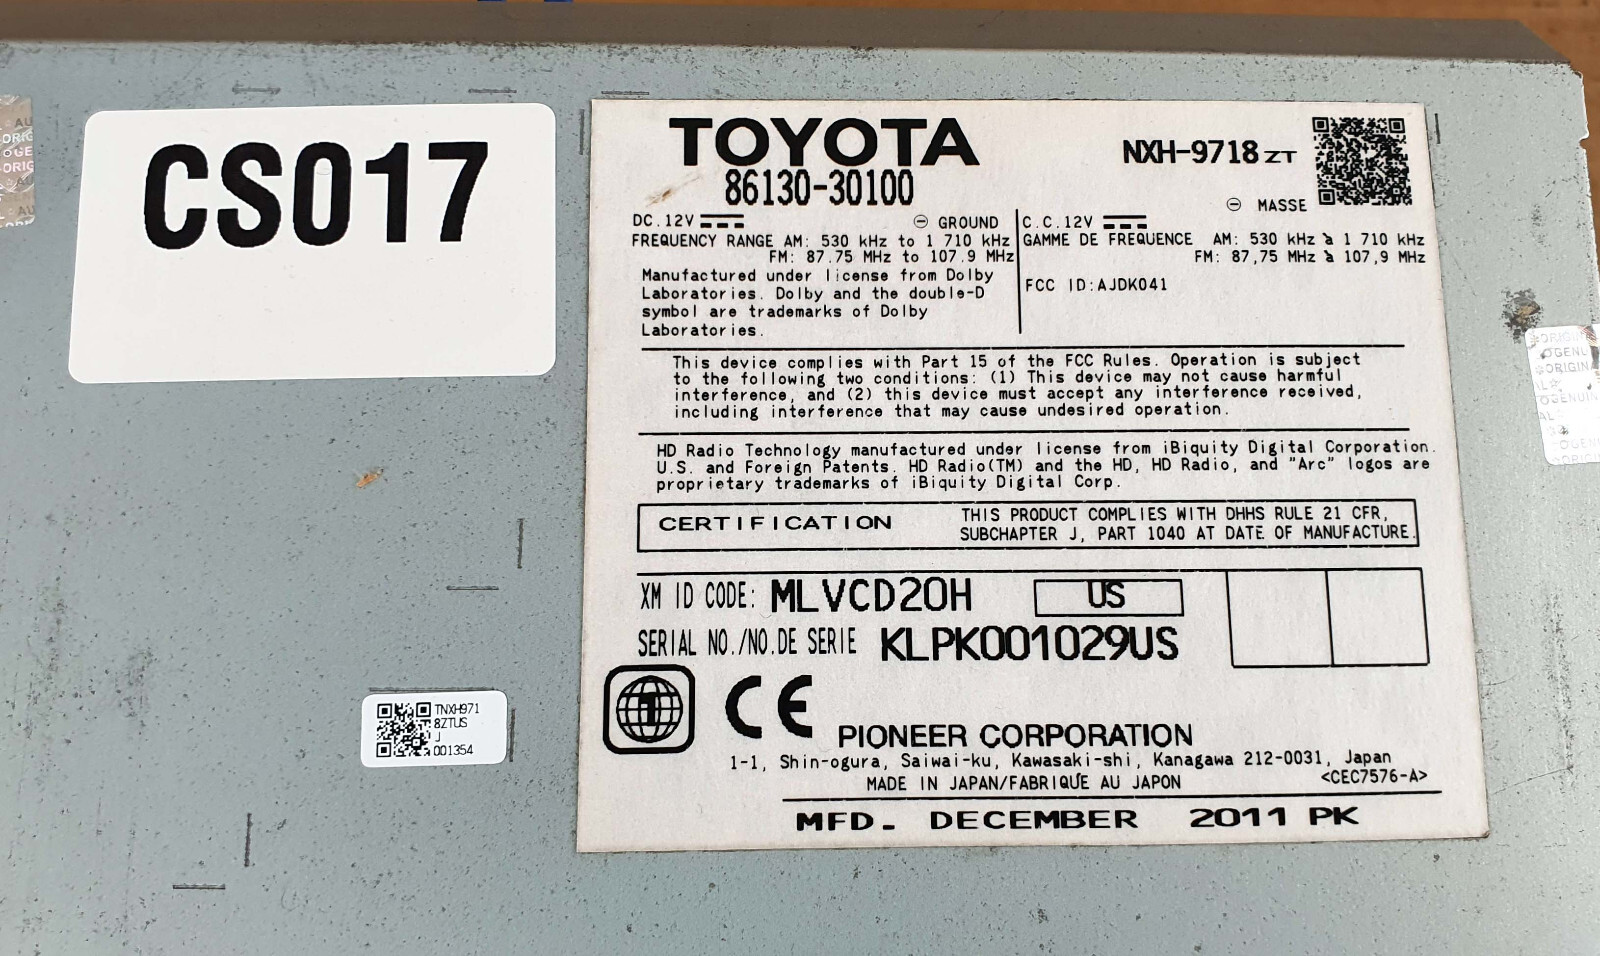 CS017
TOYOTA
86130-30100
NXH-9718 ZT
DC.12V
⊖ GROUND
FREQUENCY RANGE AM: 530 kHz to 1 710 kHz
FM: 87.75 MHz to 107.9 MHz
Manufactured under license from Dolby
Laboratories. Dolby and the double-D
symbol are trademarks of Dolby
Laboratories.
⊖ MASSE
C.C.12V
GAMME DE FREQUENCE AM: 530 kHz à 1 710 kHz
FM: 87,75 MHz à 107,9 MHz
FCC ID:AJDK041
This device complies with Part 15 of the FCC Rules. Operation is subject
to the following two conditions: (1) This device may not cause harmful
interference, and (2) this device must accept any interference received,
including interference that may cause undesired operation.
HD Radio Technology manufactured under license from iBiquity Digital Corporation.
U.S. and Foreign Patents. HD Radio(TM) and the HD, HD Radio, and "Arc" logos are
proprietary trademarks of iBiquity Digital Corp.
CERTIFICATION
THIS PRODUCT COMPLIES WITH DHHS RULE 21 CFR,
SUBCHAPTER J, PART 1040 AT DATE OF MANUFACTURE.
XM ID CODE: MLVCD20H
US
SERIAL NO./NO.DE SERIE KLPK001029US
CE
PIONEER CORPORATION
1-1, Shin-ogura, Saiwai-ku, Kawasaki-shi, Kanagawa 212-0031, Japan
MADE IN JAPAN/FABRIQUE AU JAPON
<CEC7576-A>
MFD. DECEMBER 2011 PK
TNXH971
8ZTUS
J
001354